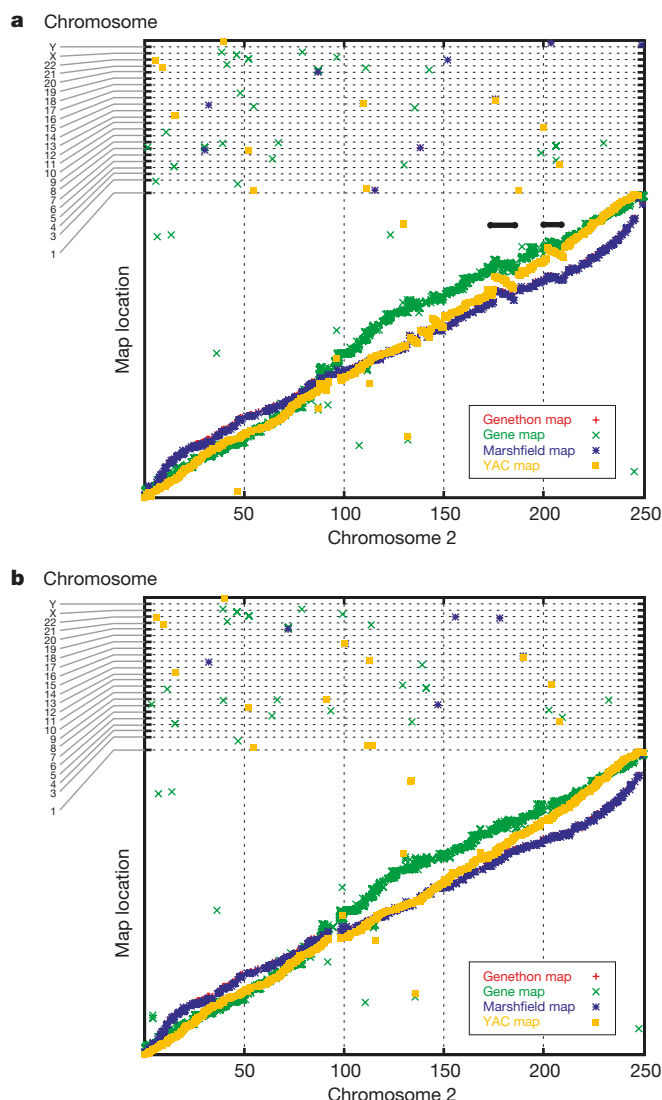 a Chromosome
Y
X
22
21
20
19
18
17
16
15
14
13
12
11
10
9
8
7
6
5
4
3
1
Map location
Genethon map
Gene map
Marshfield map
YAC map
50 100 150 200 250
Chromosome 2
b Chromosome
Y
X
22
21
20
19
18
17
16
15
14
13
12
11
10
9
8
7
6
5
4
3
1
Map location
Genethon map
Gene map
Marshfield map
YAC map
50 100 150 200 250
Chromosome 2